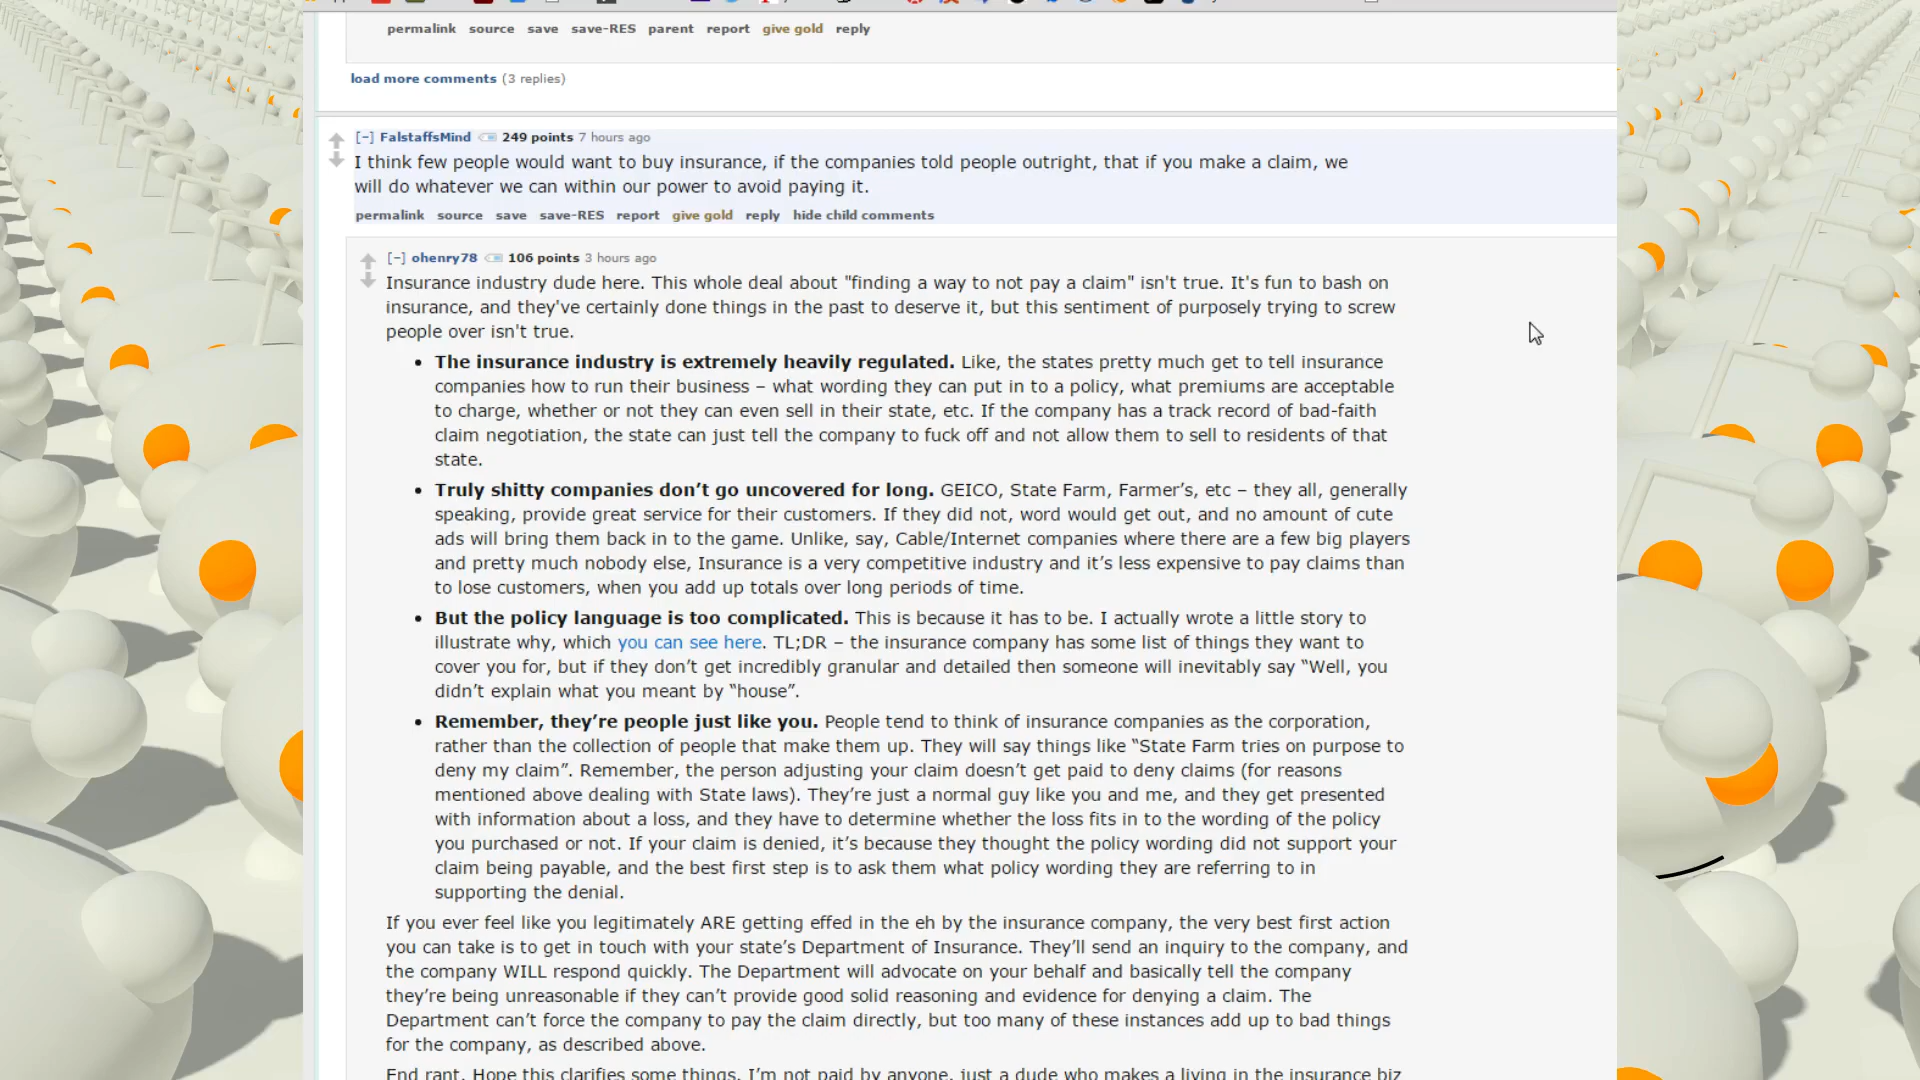 permalink source save save-RES parent report give gold reply
load more comments (3 replies)
[–] FalstaffsMind 249 points 7 hours ago
I think few people would want to buy insurance, if the companies told people outright, that if you make a claim, we
will do whatever we can within our power to avoid paying it.
permalink source save save-RES report give gold reply hide child comments
[–] ohenry78 106 points 3 hours ago
Insurance industry dude here. This whole deal about "finding a way to not pay a claim" isn't true. It's fun to bash on
insurance, and they've certainly done things in the past to deserve it, but this sentiment of purposely trying to screw
people over isn't true.
• The insurance industry is extremely heavily regulated. Like, the states pretty much get to tell insurance
companies how to run their business – what wording they can put in to a policy, what premiums are acceptable
to charge, whether or not they can even sell in their state, etc. If the company has a track record of bad-faith
claim negotiation, the state can just tell the company to fuck off and not allow them to sell to residents of that
state.
• Truly shitty companies don’t go uncovered for long. GEICO, State Farm, Farmer’s, etc – they all, generally
speaking, provide great service for their customers. If they did not, word would get out, and no amount of cute
ads will bring them back in to the game. Unlike, say, Cable/Internet companies where there are a few big players
and pretty much nobody else, Insurance is a very competitive industry and it’s less expensive to pay claims than
to lose customers, when you add up totals over long periods of time.
• But the policy language is too complicated. This is because it has to be. I actually wrote a little story to
illustrate why, which you can see here. TL;DR – the insurance company has some list of things they want to
cover you for, but if they don’t get incredibly granular and detailed then someone will inevitably say “Well, you
didn’t explain what you meant by “house”.
• Remember, they’re people just like you. People tend to think of insurance companies as the corporation,
rather than the collection of people that make them up. They will say things like “State Farm tries on purpose to
deny my claim”. Remember, the person adjusting your claim doesn’t get paid to deny claims (for reasons
mentioned above dealing with State laws). They’re just a normal guy like you and me, and they get presented
with information about a loss, and they have to determine whether the loss fits in to the wording of the policy
you purchased or not. If your claim is denied, it’s because they thought the policy wording did not support your
claim being payable, and the best first step is to ask them what policy wording they are referring to in
supporting the denial.
If you ever feel like you legitimately ARE getting effed in the eh by the insurance company, the very best first action
you can take is to get in touch with your state’s Department of Insurance. They’ll send an inquiry to the company, and
the company WILL respond quickly. The Department will advocate on your behalf and basically tell the company
they’re being unreasonable if they can’t provide good solid reasoning and evidence for denying a claim. The
Department can’t force the company to pay the claim directly, but too many of these instances add up to bad things
for the company, as described above.
End rant. Hope this clarifies some things. I’m not paid by anyone, just a dude who makes a living in the insurance biz